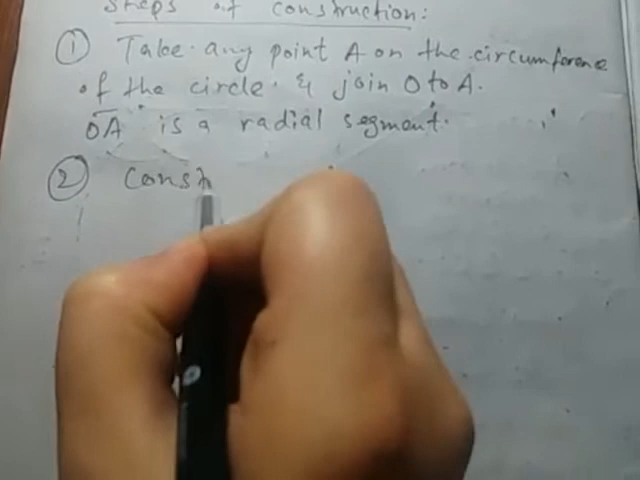 Steps of construction:
① Take any point A on the circumference
of the circle & join O to A.
OA is a radial segment.
② Constr